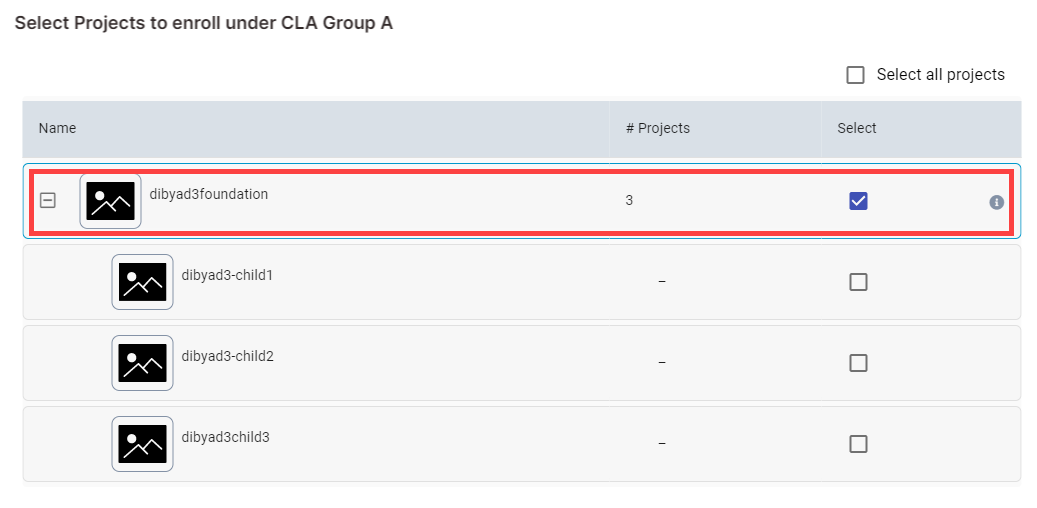 Select Projects to enroll under CLA Group A
Select all projects
Name # Projects Select
dibyad3foundation 3
dibyad3-child1 –
dibyad3-child2 –
dibyad3child3 –